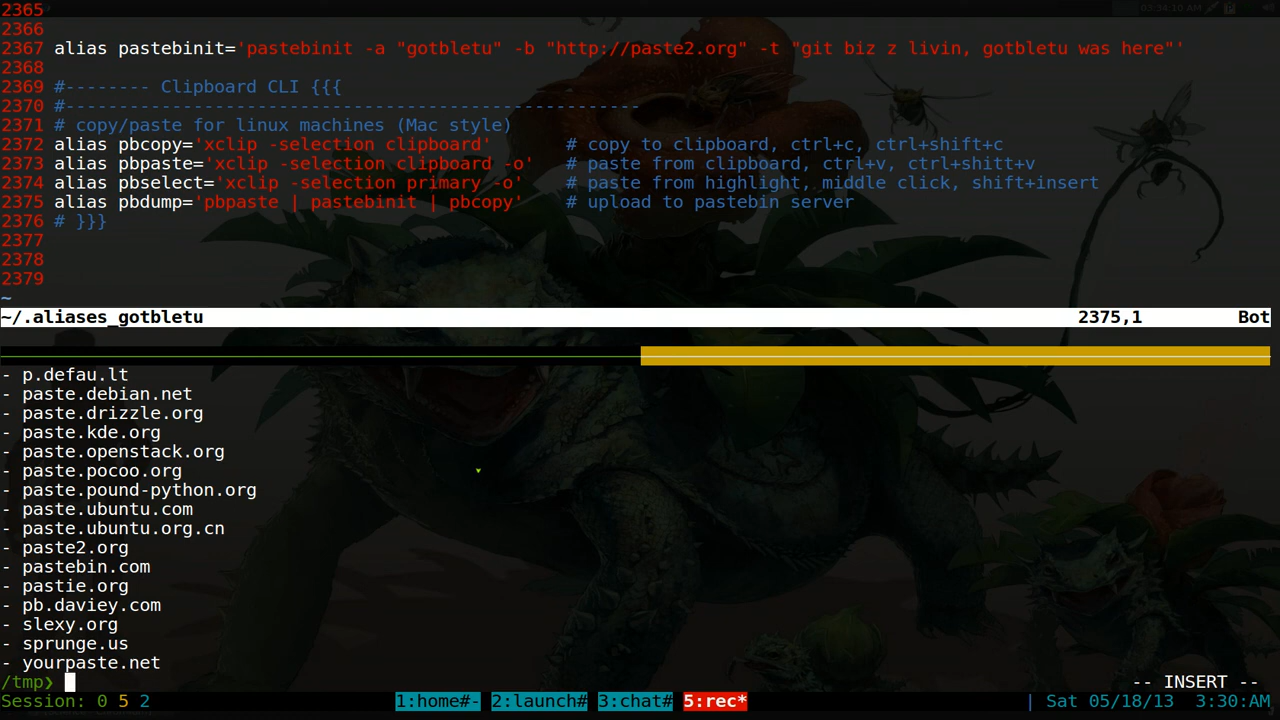 03:34:10 AM
2365
2366
2367 alias pastebinit='pastebinit -a "gotbletu" -b "http://paste2.org" -t "git biz z livin, gotbletu was here"'
2368
2369 #-------- Clipboard CLI {{{
2370 #------------------------------------------------------
2371 # copy/paste for linux machines (Mac style)
2372 alias pbcopy='xclip -selection clipboard' # copy to clipboard, ctrl+c, ctrl+shift+c
2373 alias pbpaste='xclip -selection clipboard -o' # paste from clipboard, ctrl+v, ctrl+shitt+v
2374 alias pbselect='xclip -selection primary -o' # paste from highlight, middle click, shift+insert
2375 alias pbdump='pbpaste | pastebinit | pbcopy' # upload to pastebin server
2376 # }}}
2377
2378
2379
~
~/.aliases_gotbletu 2375,1 Bot
- p.defau.lt
- paste.debian.net
- paste.drizzle.org
- paste.kde.org
- paste.openstack.org
- paste.pocoo.org
- paste.pound-python.org
- paste.ubuntu.com
- paste.ubuntu.org.cn
- paste2.org
- pastebin.com
- pastie.org
- pb.daviey.com
- slexy.org
- sprunge.us
- yourpaste.net
/tmp❯ -- INSERT --
Session: 0 5 2 1:home#- 2:launch# 3:chat# 5:rec* | Sat 05/18/13 3:30:AM